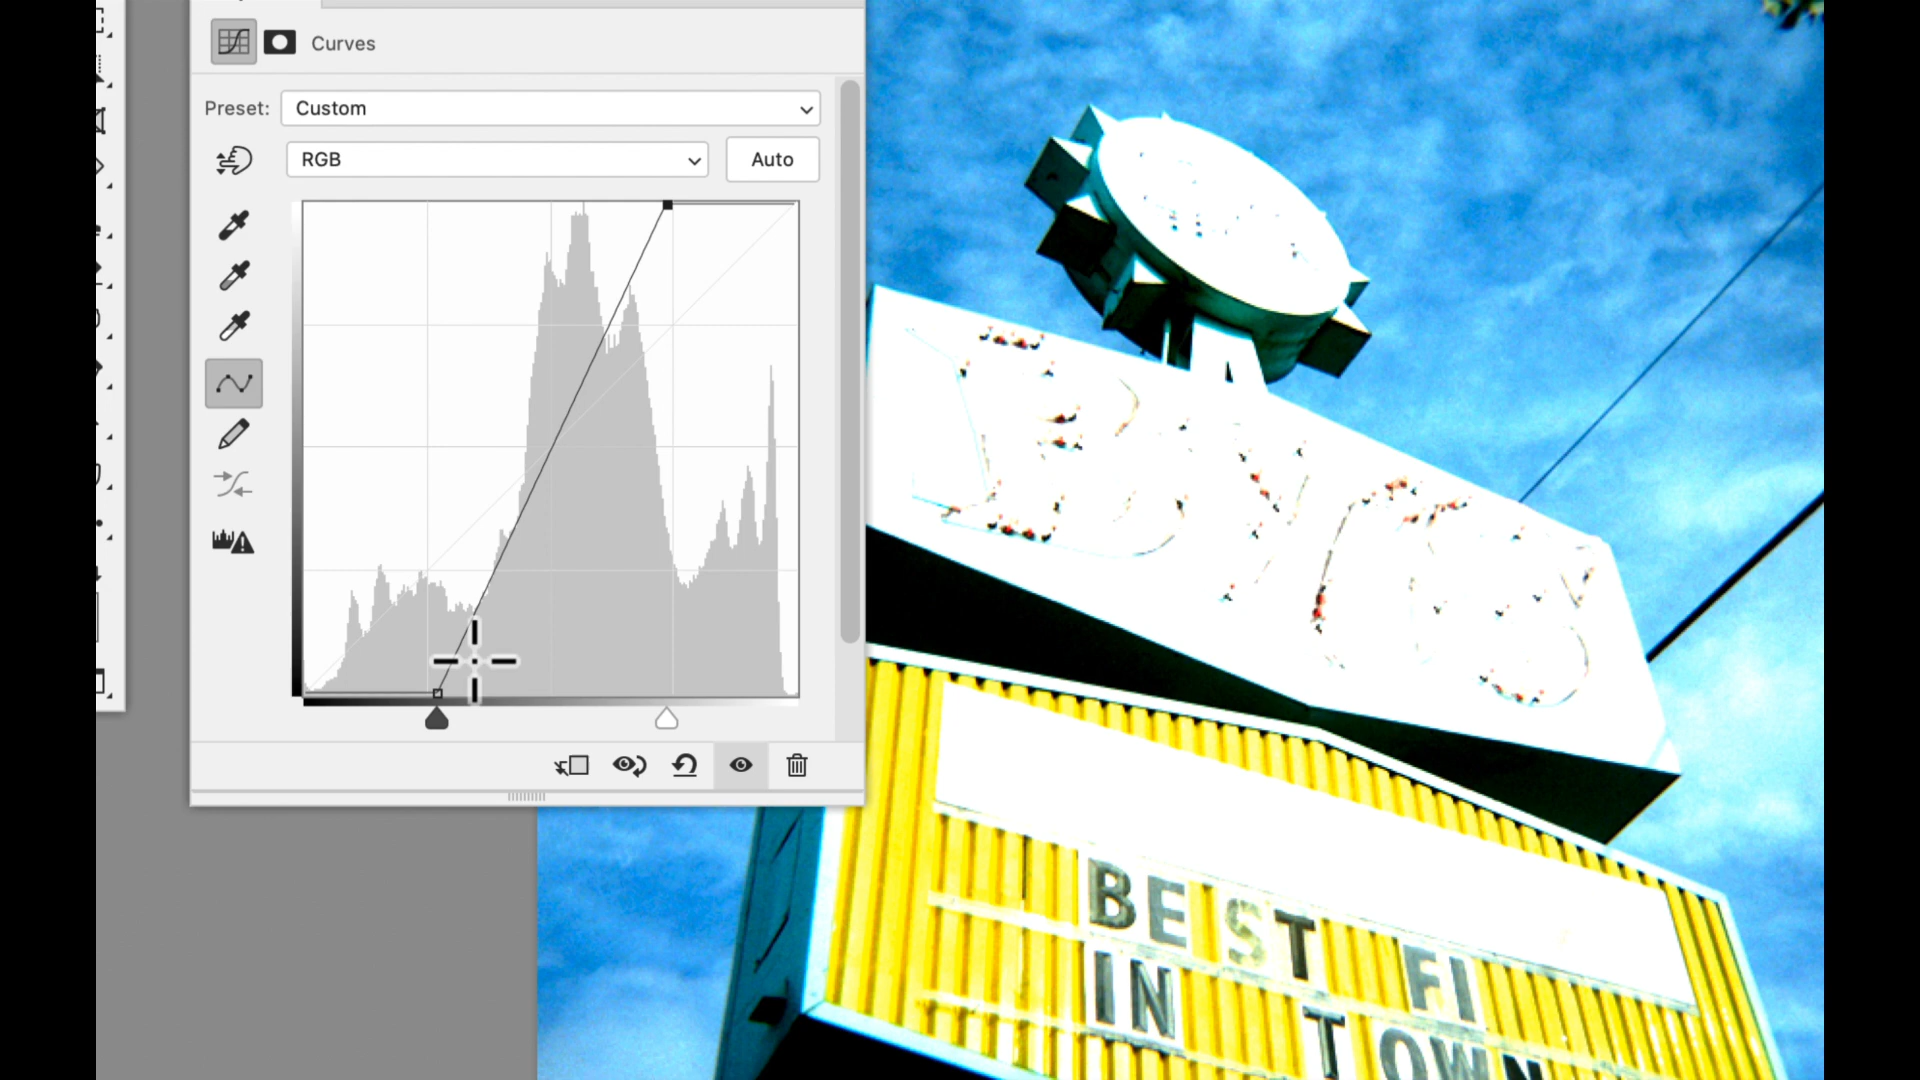 Curves
Preset: Custom
RGB
Auto
BEST FI
IN TOWN